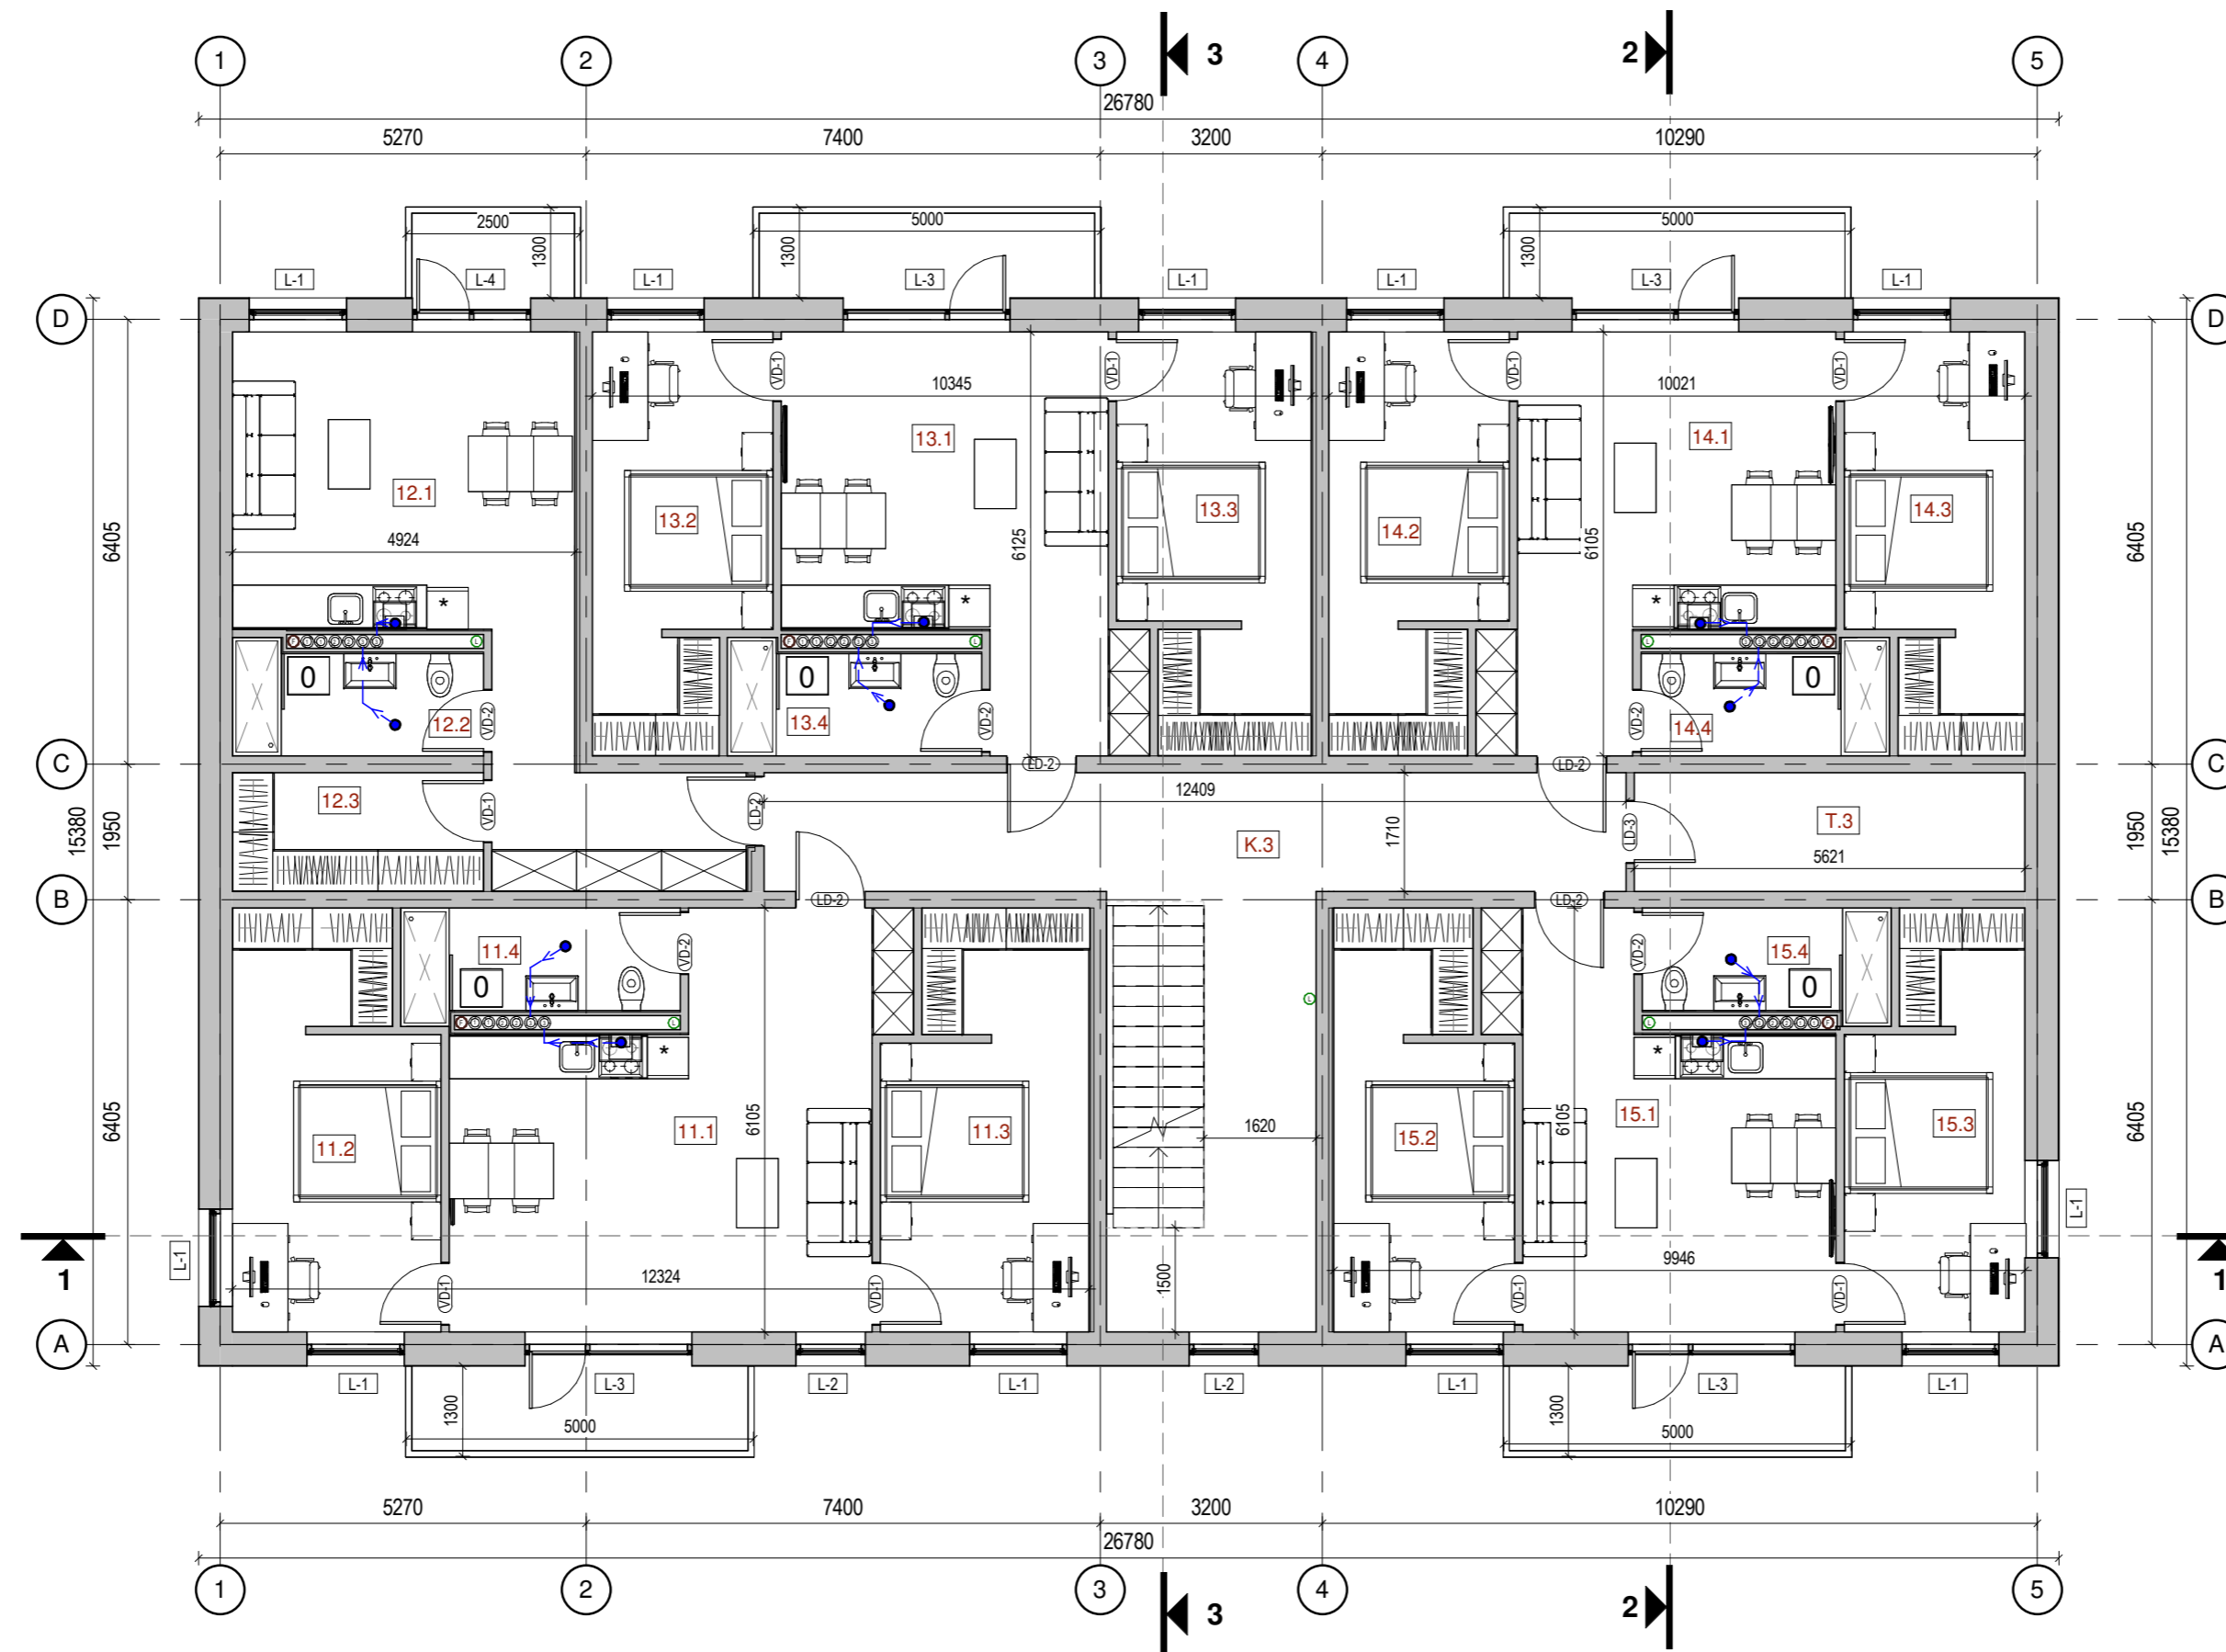 3 2
1 2 3 4 5
26780
5270 7400 3200 10290
2500 5000 5000
1300 1300 1300
L-1 L-4 L-1 L-3 L-1 L-1 L-3 L-1
D D
VD-1 VD-1 VD-1 VD-1
10345 10021
13.1 14.1
12.1 13.2 13.3 14.2 14.3
4924
6405 6125 6105 6405
* * *
F L F L L F
0 0 0
12.2 13.4 14.4
VD-2 VD-2 VD-2
C LD-2 LD-2 C
12.3 12409
VD-1 LD-2 LD-3 T.3
15380 1950 K.3 1710 1950 15380
5621
B LD-2 LD-2 B
11.4 VD-2 VD-2 15.4
0 0
L
F L L F
* *
6405 6105 6105 6405
11.1 15.1
11.2 11.3 1620 15.2 15.3
L-1
1 1
L-1 12324 1500 9946
VD-1 VD-1 VD-1 VD-1
A A
L-1 L-3 L-2 L-1 L-2 L-1 L-3 L-1
1300 1300
5000 5000
5270 7400 3200 10290
26780
1 2 3 4 5
3 2